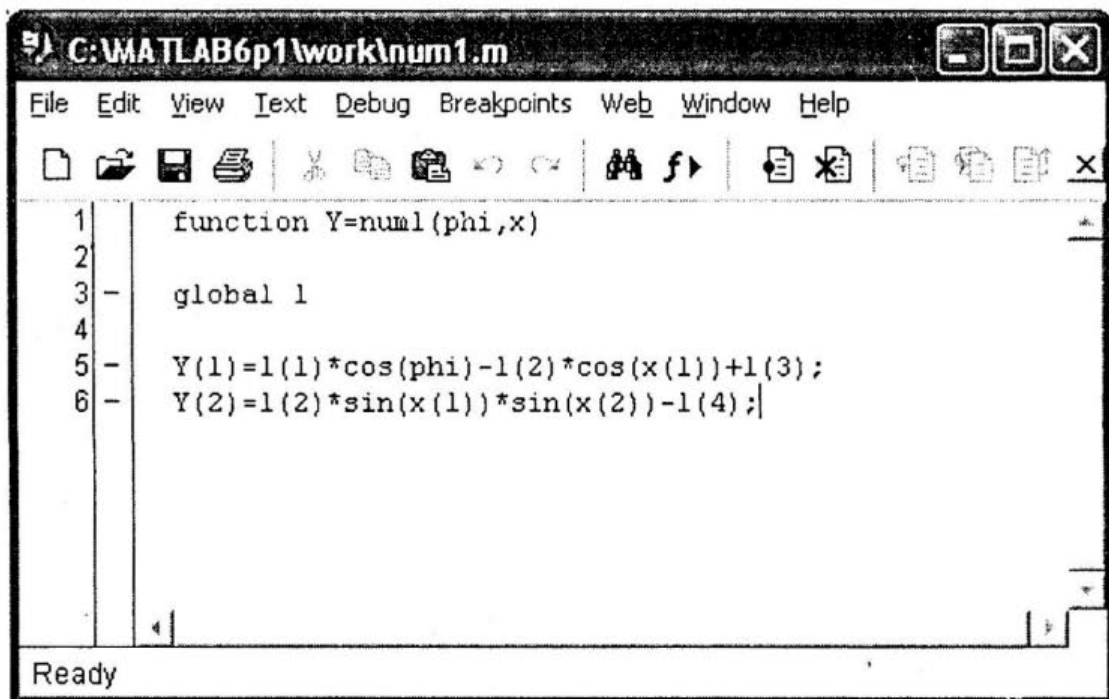 C:\MATLAB6p1\work\num1.m
File Edit View Text Debug Breakpoints Web Window Help
1 function Y=num1(phi,x)
2
3 - global l
4
5 - Y(1)=l(1)*cos(phi)-l(2)*cos(x(1))+l(3);
6 - Y(2)=l(2)*sin(x(1))*sin(x(2))-l(4);
Ready